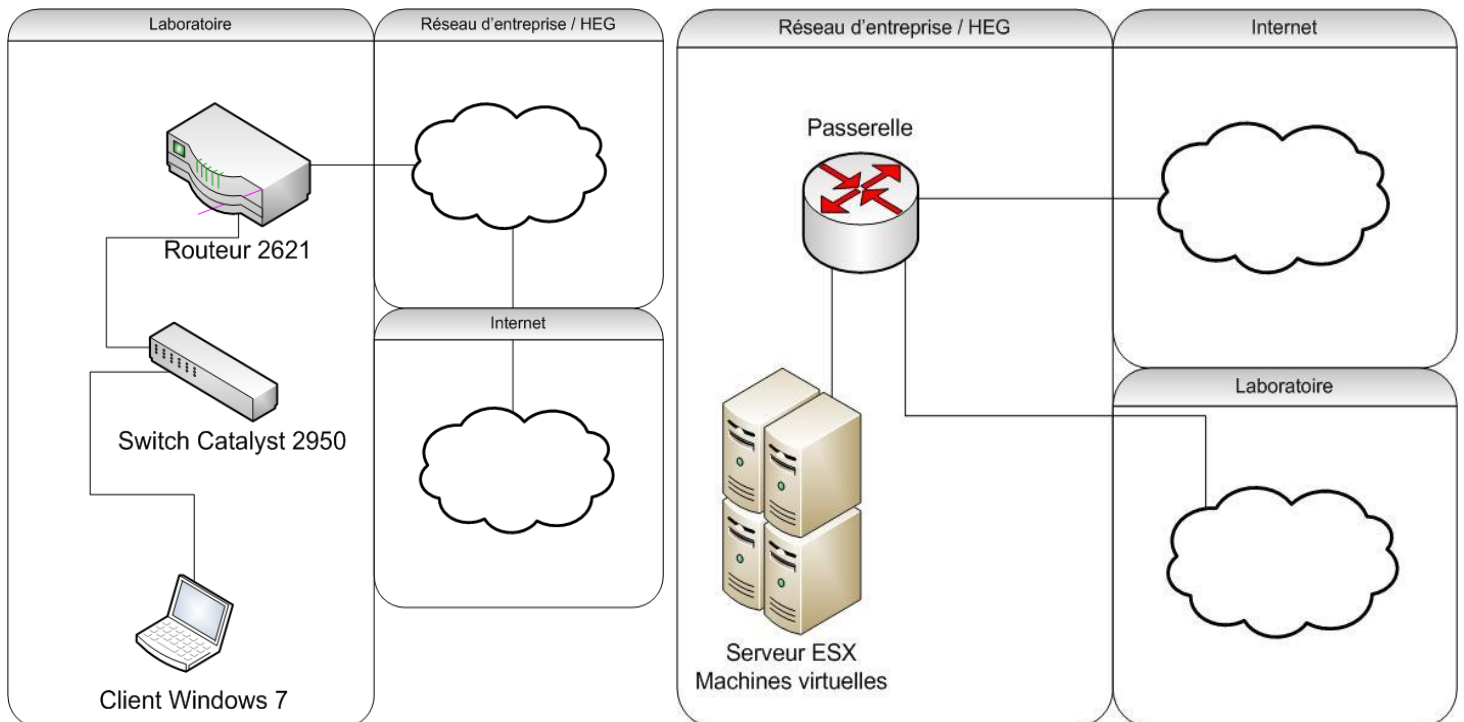 Laboratoire
Réseau d'entreprise / HEG
Routeur 2621
Internet
Switch Catalyst 2950
Client Windows 7
Réseau d'entreprise / HEG
Internet
Passerelle
Laboratoire
Serveur ESX
Machines virtuelles